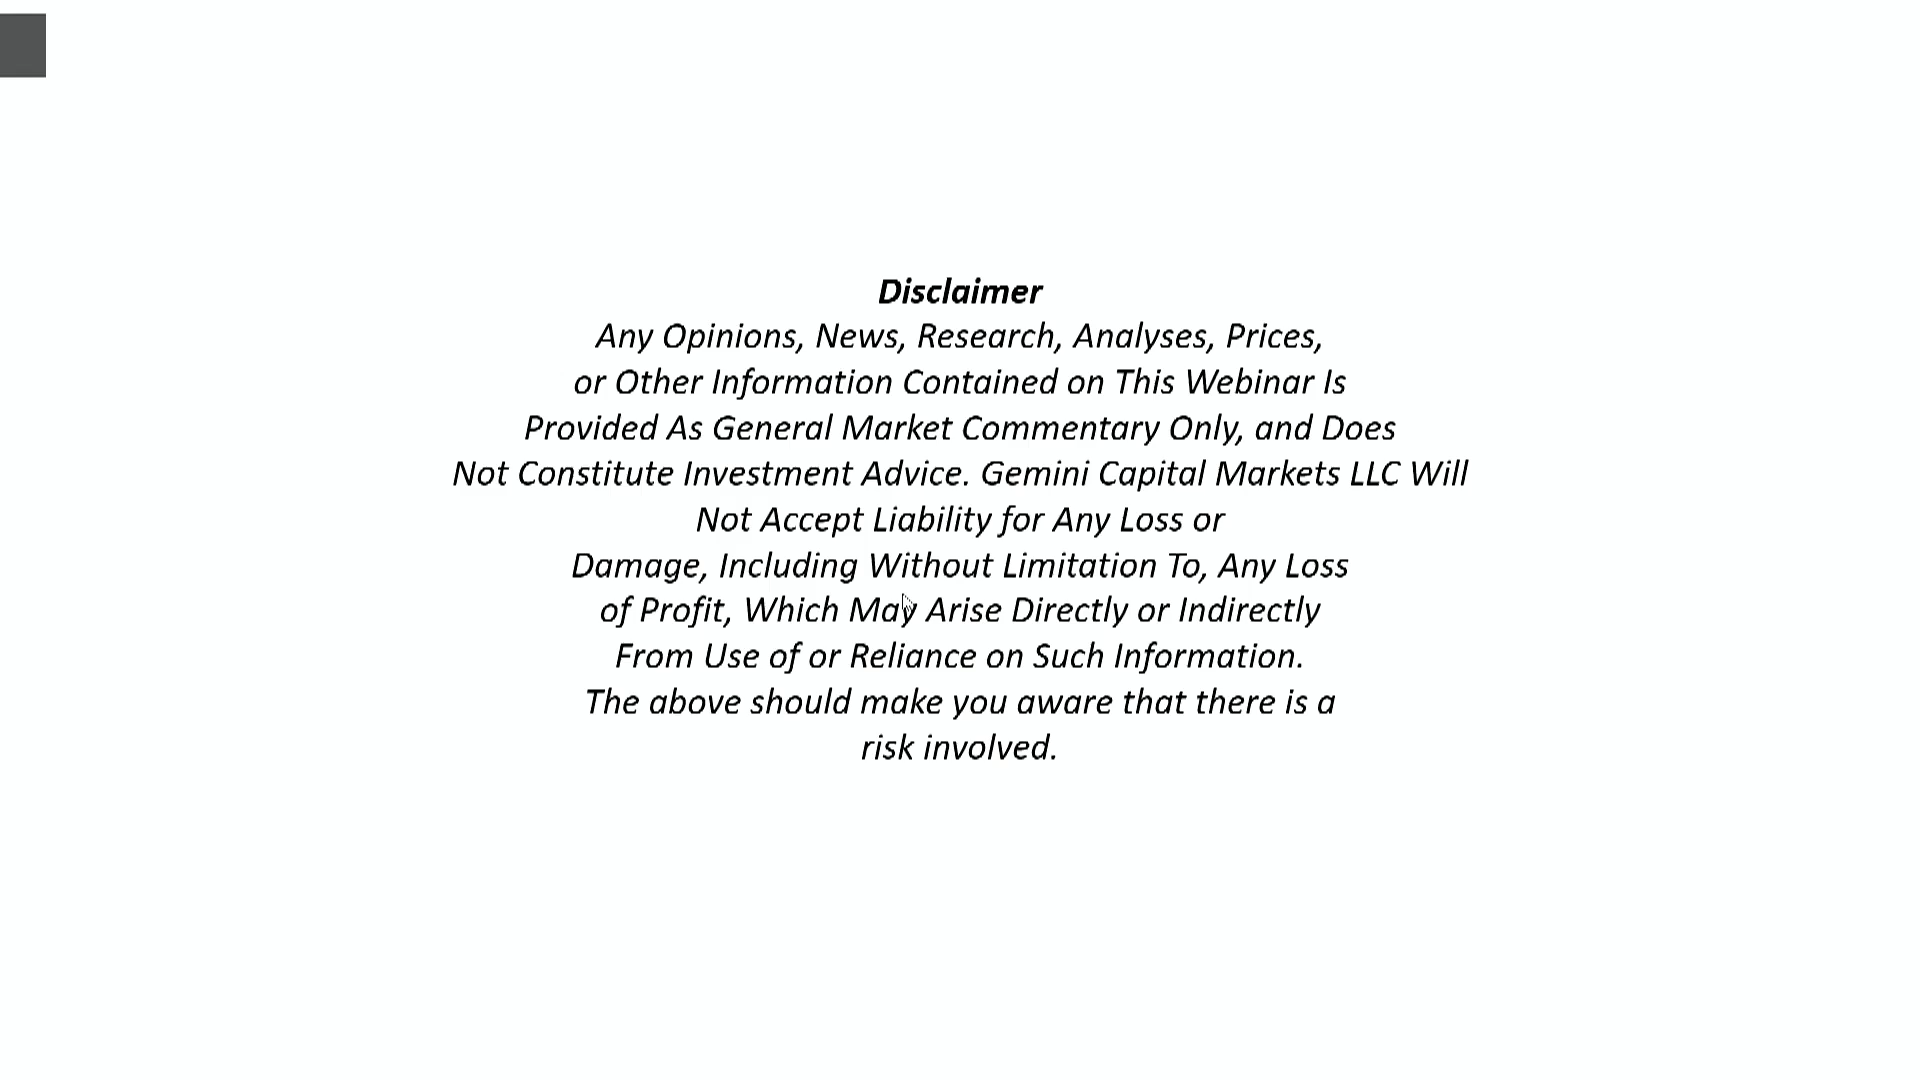 Disclaimer
Any Opinions, News, Research, Analyses, Prices,
or Other Information Contained on This Webinar Is
Provided As General Market Commentary Only, and Does
Not Constitute Investment Advice. Gemini Capital Markets LLC Will
Not Accept Liability for Any Loss or
Damage, Including Without Limitation To, Any Loss
of Profit, Which May Arise Directly or Indirectly
From Use of or Reliance on Such Information.
The above should make you aware that there is a
risk involved.